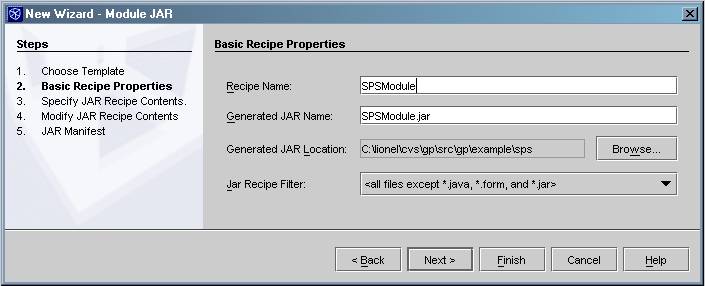 New Wizard - Module JAR
Steps
1. Choose Template
2. Basic Recipe Properties
3. Specify JAR Recipe Contents.
4. Modify JAR Recipe Contents
5. JAR Manifest
Basic Recipe Properties
Recipe Name: SPSModule
Generated JAR Name: SPSModule.jar
Generated JAR Location: C:\lionel\cvs\gp\src\gp\example\sps Browse...
Jar Recipe Filter: <all files except *.java, *.form, and *.jar>
< Back Next > Finish Cancel Help